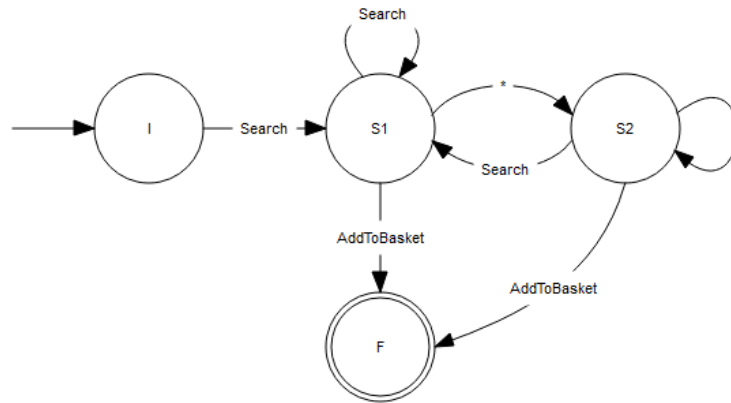 Search
*
I
Search
S1
S2
Search
AddToBasket
AddToBasket
F